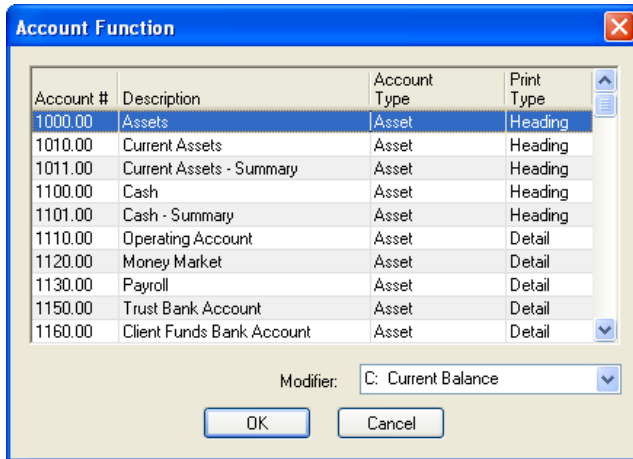 Account Function
Account # Description Account Type Print Type
1000.00 Assets Asset Heading
1010.00 Current Assets Asset Heading
1011.00 Current Assets - Summary Asset Heading
1100.00 Cash Asset Heading
1101.00 Cash - Summary Asset Heading
1110.00 Operating Account Asset Detail
1120.00 Money Market Asset Detail
1130.00 Payroll Asset Detail
1150.00 Trust Bank Account Asset Detail
1160.00 Client Funds Bank Account Asset Detail
Modifier: C: Current Balance
OK Cancel